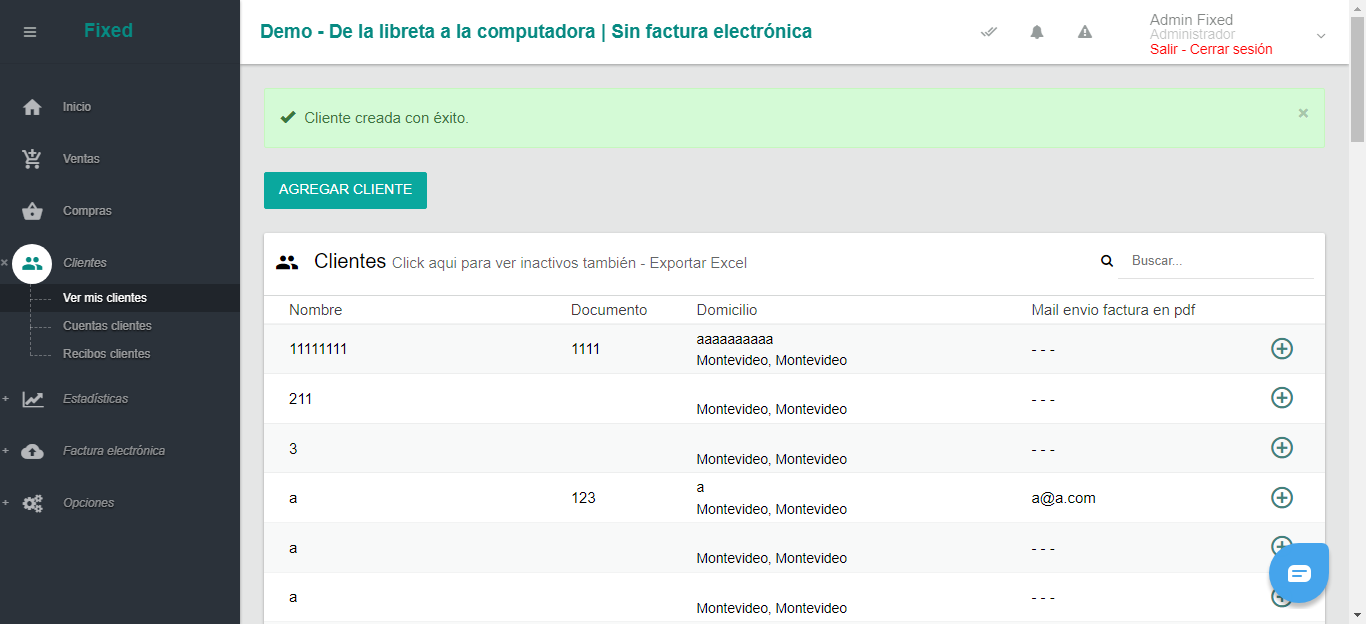 Fixed
Demo - De la libreta a la computadora | Sin factura electrónica
Admin Fixed
Administrador
Salir - Cerrar sesión
Inicio
Ventas
Compras
Clientes
Ver mis clientes
Cuentas clientes
Recibos clientes
Estadísticas
Factura electrónica
Opciones
Cliente creada con éxito.
AGREGAR CLIENTE
Clientes Click aqui para ver inactivos también - Exportar Excel
Buscar...
Nombre Documento Domicilio Mail envio factura en pdf
11111111 1111 aaaaaaaaaa
Montevideo, Montevideo - - -
211 Montevideo, Montevideo - - -
3 Montevideo, Montevideo - - -
a 123 a
Montevideo, Montevideo a@a.com
a Montevideo, Montevideo - - -
a Montevideo, Montevideo - - -